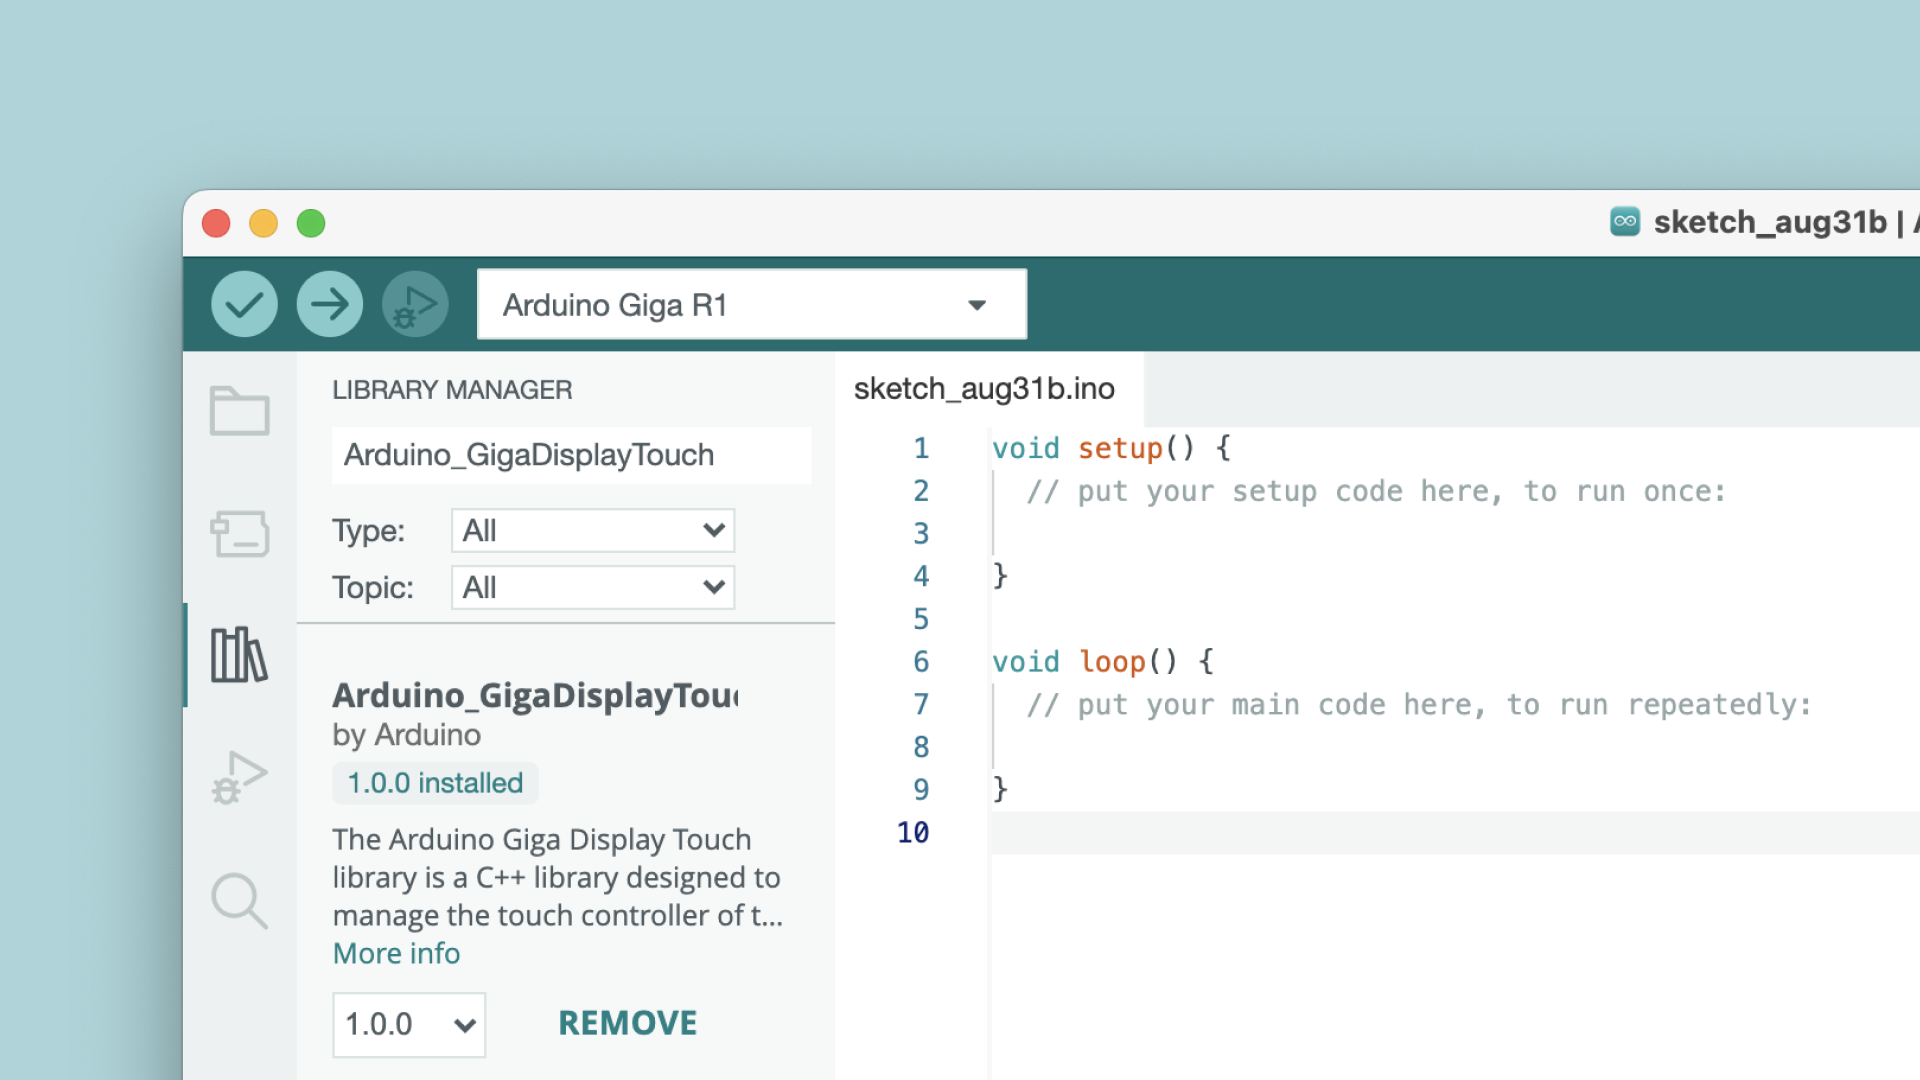 sketch_aug31b |
Arduino Giga R1
LIBRARY MANAGER
Arduino_GigaDisplayTouch
Type: All
Topic: All
Arduino_GigaDisplayTou
by Arduino
1.0.0 installed
The Arduino Giga Display Touch
library is a C++ library designed to
manage the touch controller of t...
More info
1.0.0
REMOVE
sketch_aug31b.ino
1 void setup() {
2 // put your setup code here, to run once:
3
4 }
5
6 void loop() {
7 // put your main code here, to run repeatedly:
8
9 }
10